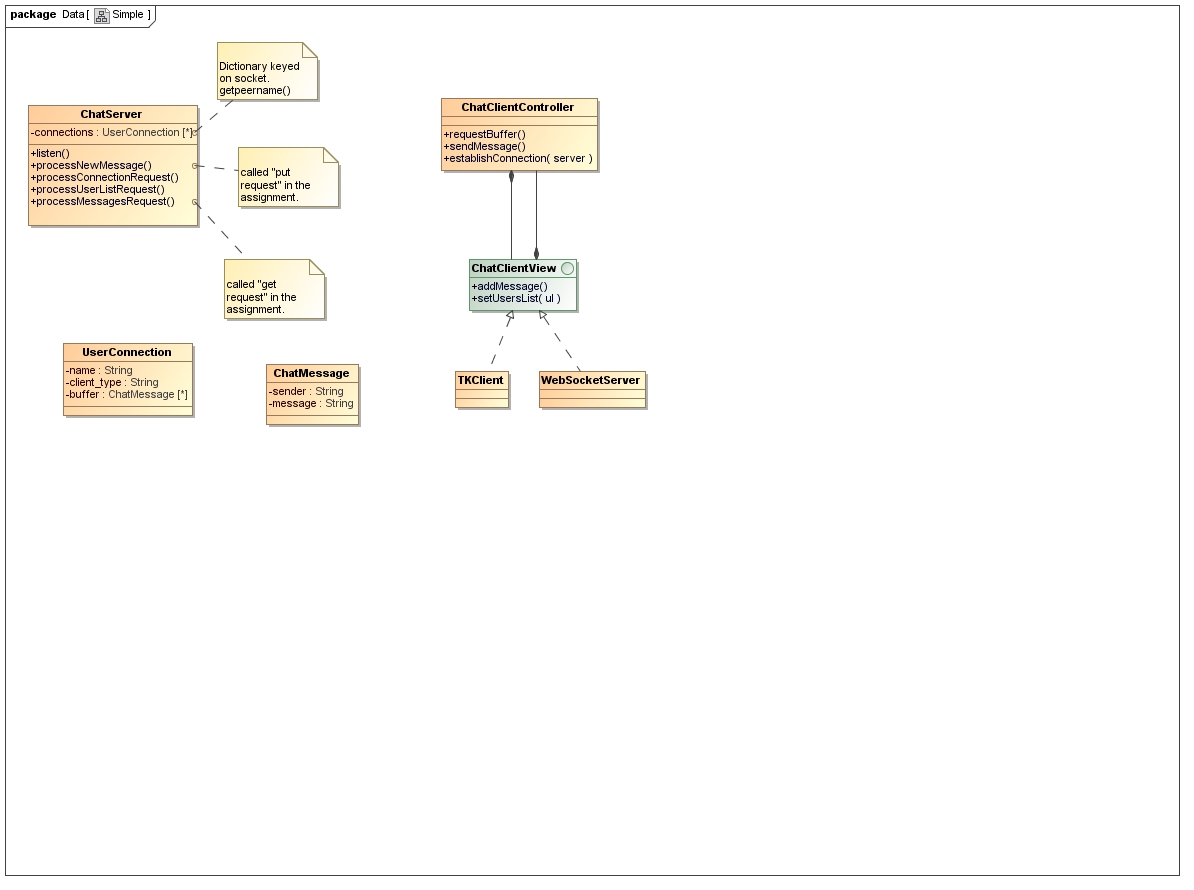 package Data [ Simple ]
Dictionary keyed
on socket.
getpeername()
ChatServer
-connections : UserConnection [*]
+listen()
+processNewMessage()
+processConnectionRequest()
+processUserListRequest()
+processMessagesRequest()
called "put
request" in the
assignment.
called "get
request" in the
assignment.
ChatClientController
+requestBuffer()
+sendMessage()
+establishConnection( server )
ChatClientView
+addMessage()
+setUsersList( ul )
UserConnection
-name : String
-client_type : String
-buffer : ChatMessage [*]
ChatMessage
-sender : String
-message : String
TKClient
WebSocketServer